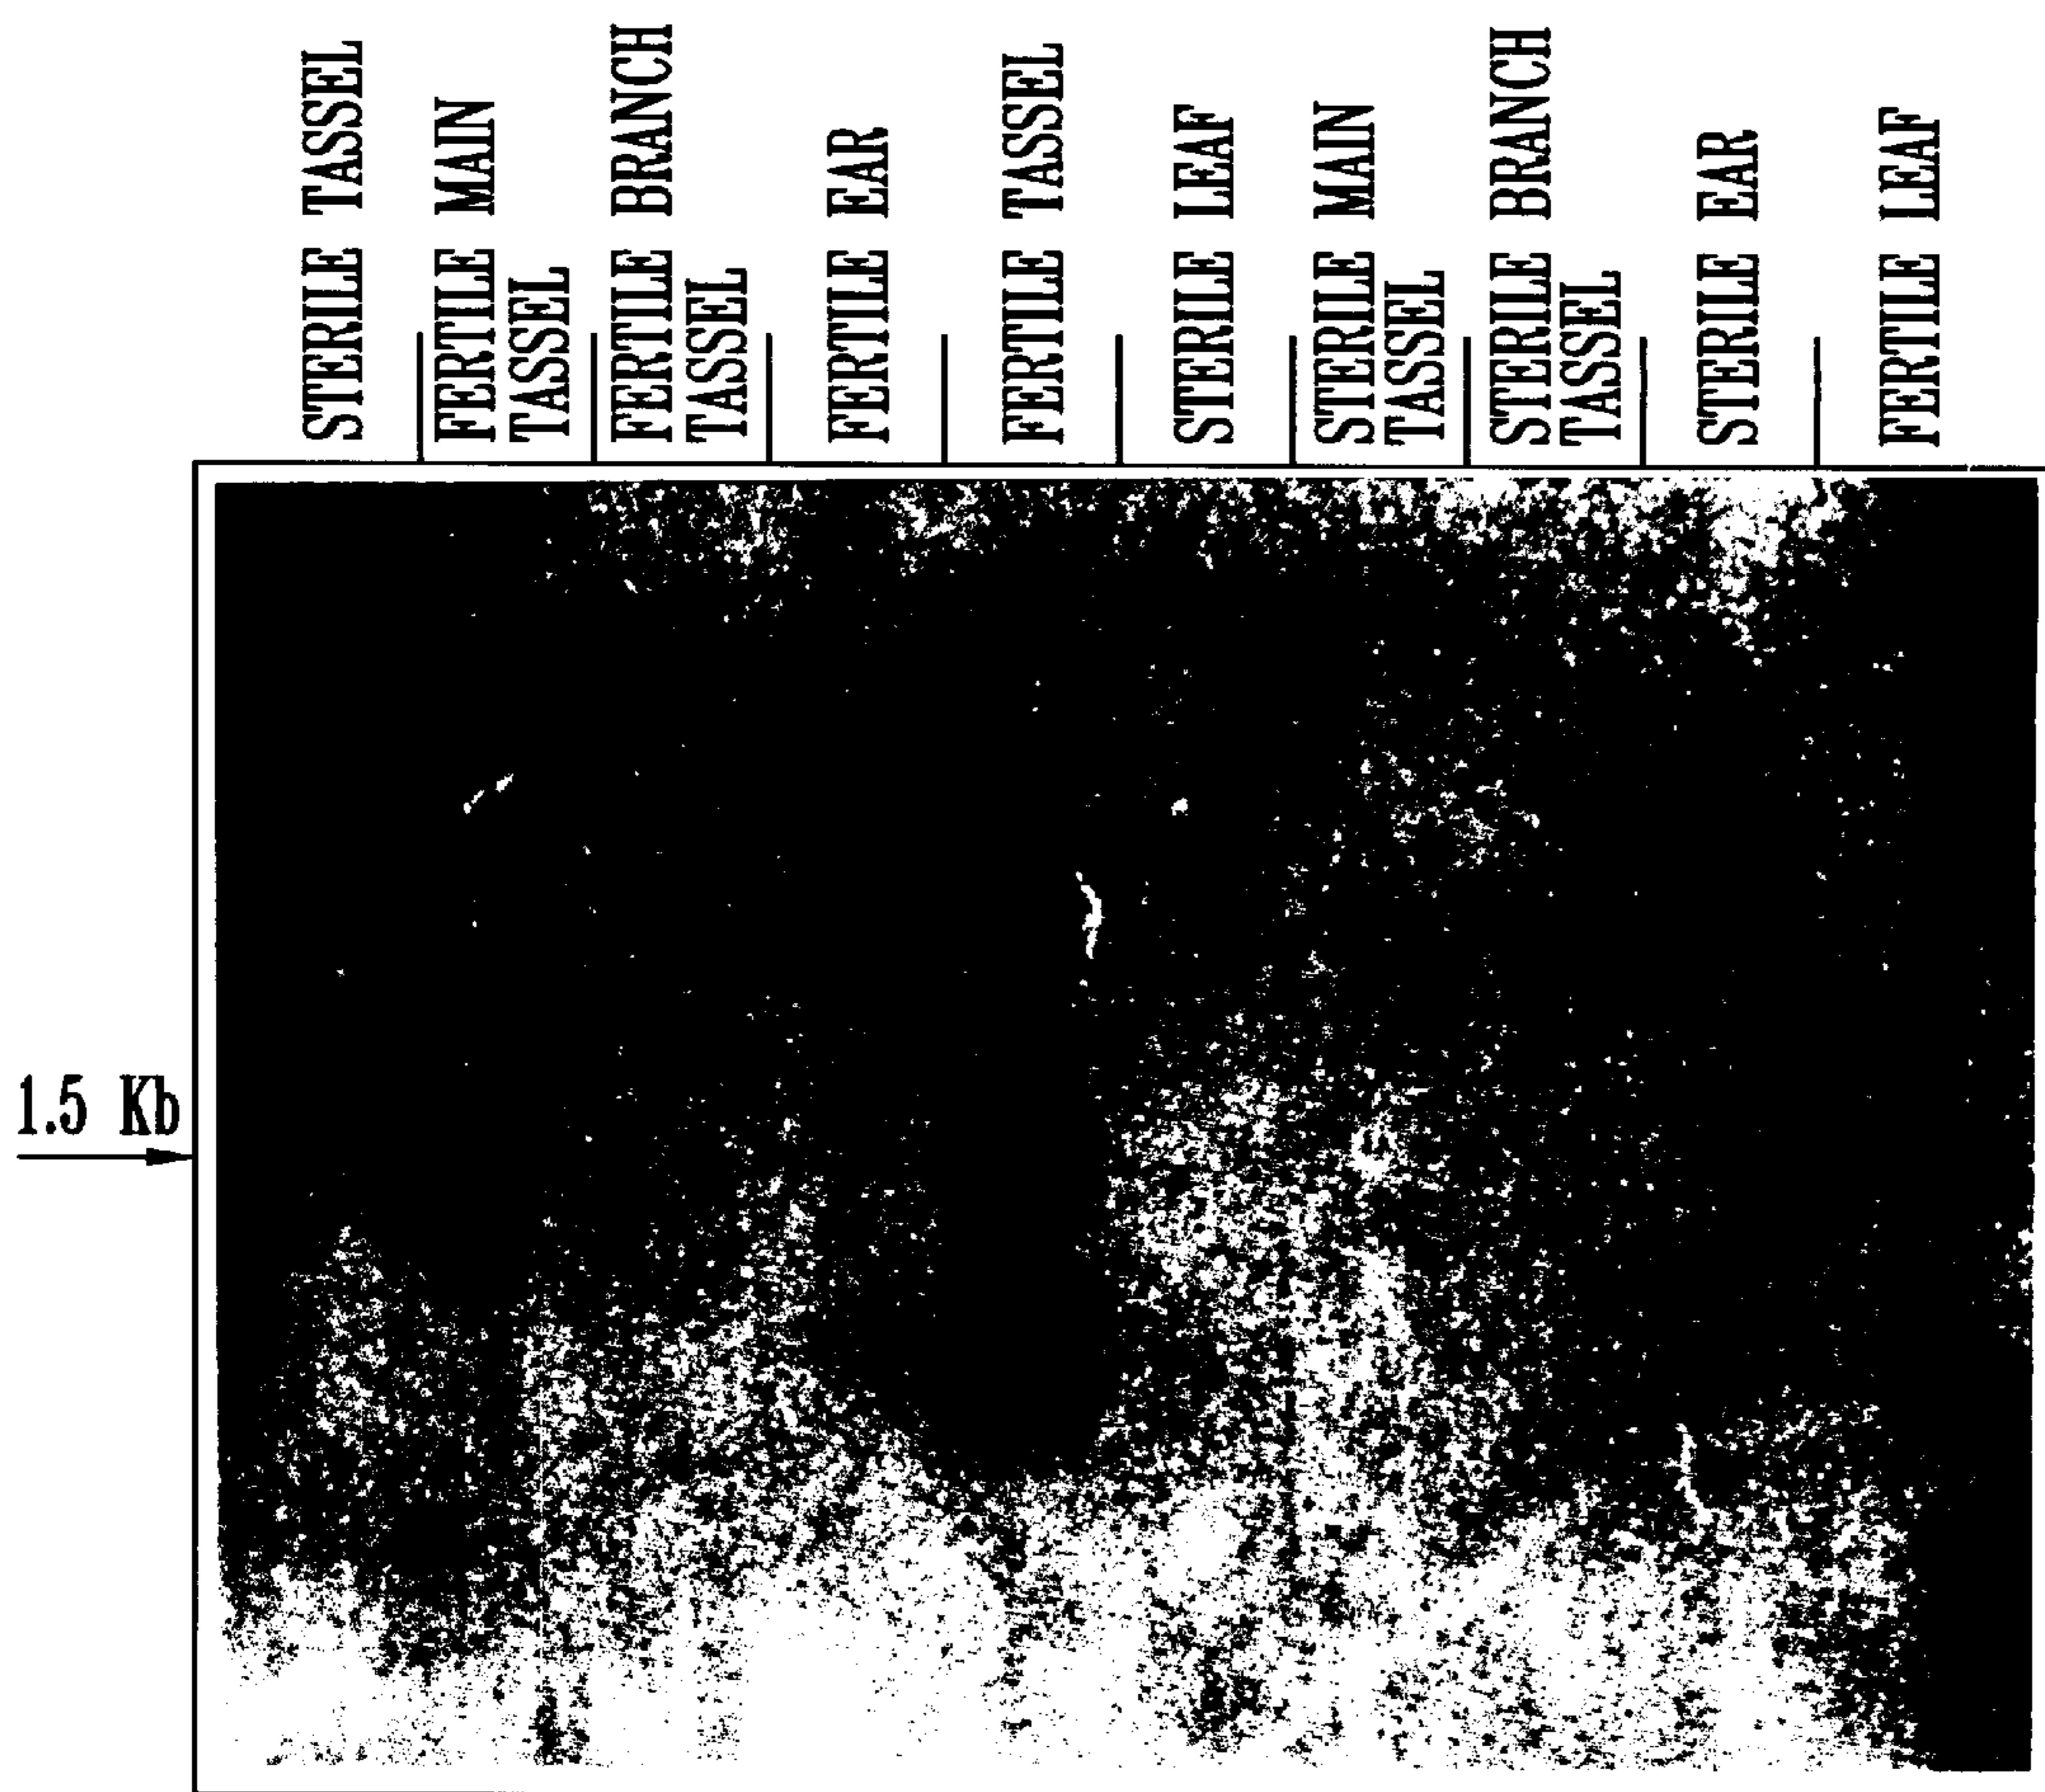 STERILE TASSEL
FERTILE MAIN
TASSEL
FERTILE BRANCH
TASSEL
FERTILE EAR
FERTILE TASSEL
STERILE LEAF
STERILE MAIN
TASSEL
STERILE BRANCH
TASSEL
STERILE EAR
FERTILE LEAF
1.5 Kb